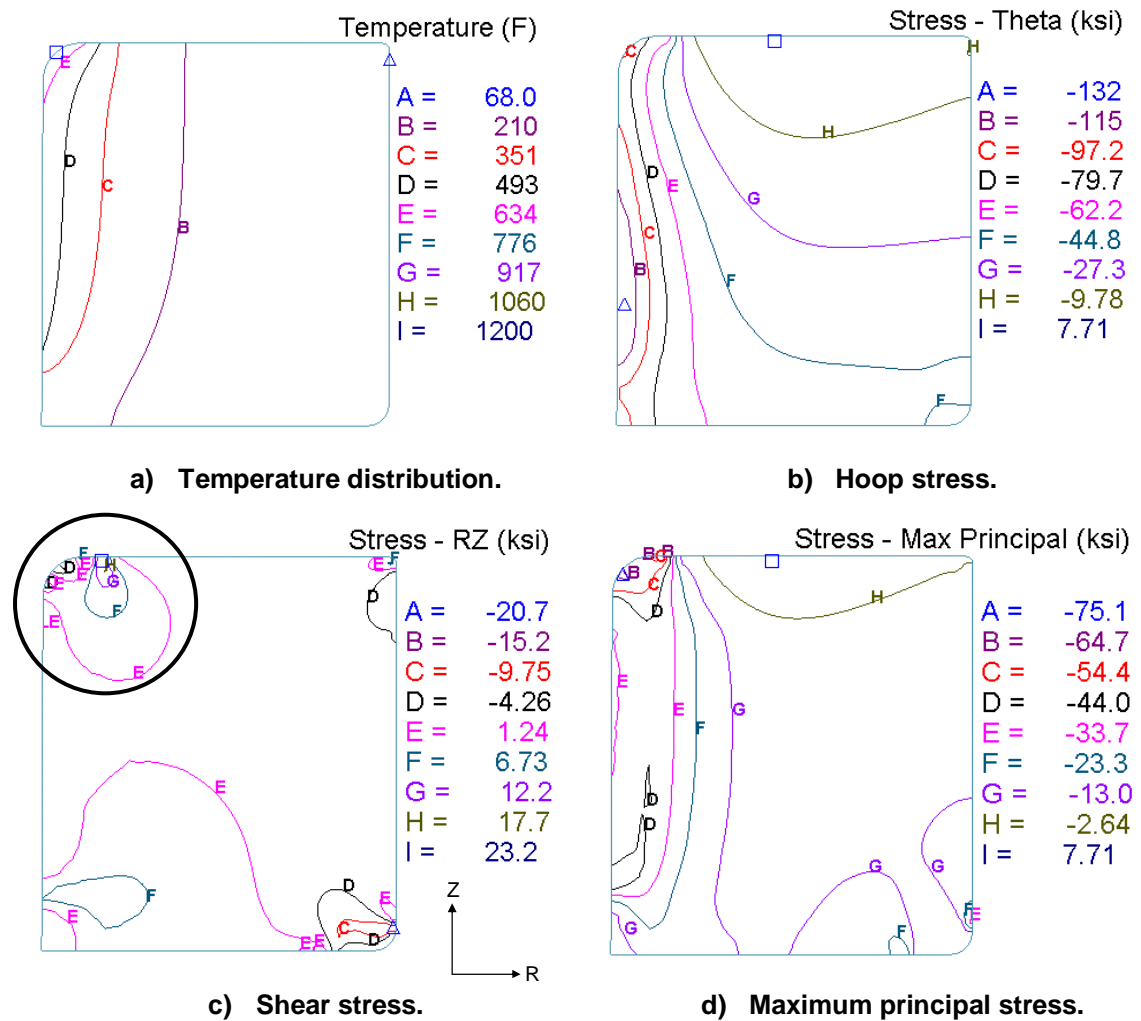 Temperature (F)
A = 68.0
B = 210
C = 351
D = 493
E = 634
F = 776
G = 917
H = 1060
I = 1200
E
D
C
B
a) Temperature distribution.
Stress - Theta (ksi)
A = -132
B = -115
C = -97.2
D = -79.7
E = -62.2
F = -44.8
G = -27.3
H = -9.78
I = 7.71
C
H
H
D
E
G
C
B
F
F
b) Hoop stress.
Stress - RZ (ksi)
A = -20.7
B = -15.2
C = -9.75
D = -4.26
E = 1.24
F = 6.73
G = 12.2
H = 17.7
I = 23.2
F
E
H
D
E
D
E
G
F
E
E
F
E
D
E
F
E
D
E
C
D
E
E
Z
R
c) Shear stress.
Stress - Max Principal (ksi)
A = -75.1
B = -64.7
C = -54.4
D = -44.0
E = -33.7
F = -23.3
G = -13.0
H = -2.64
I = 7.71
B
C
B
B
C
D
H
E
E
G
F
D
D
G
G
F
E
G
F
d) Maximum principal stress.